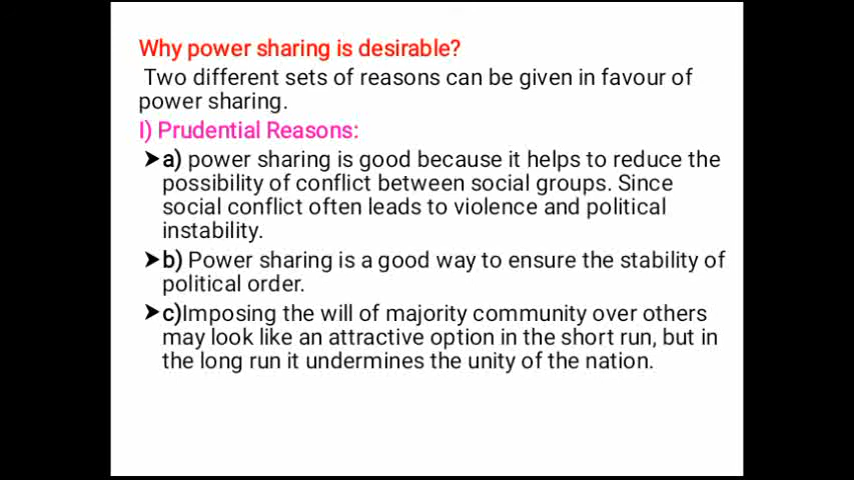 Why power sharing is desirable?
Two different sets of reasons can be given in favour of
power sharing.
I) Prudential Reasons:
➤a) power sharing is good because it helps to reduce the
possibility of conflict between social groups. Since
social conflict often leads to violence and political
instability.
➤b) Power sharing is a good way to ensure the stability of
political order.
➤c)Imposing the will of majority community over others
may look like an attractive option in the short run, but in
the long run it undermines the unity of the nation.